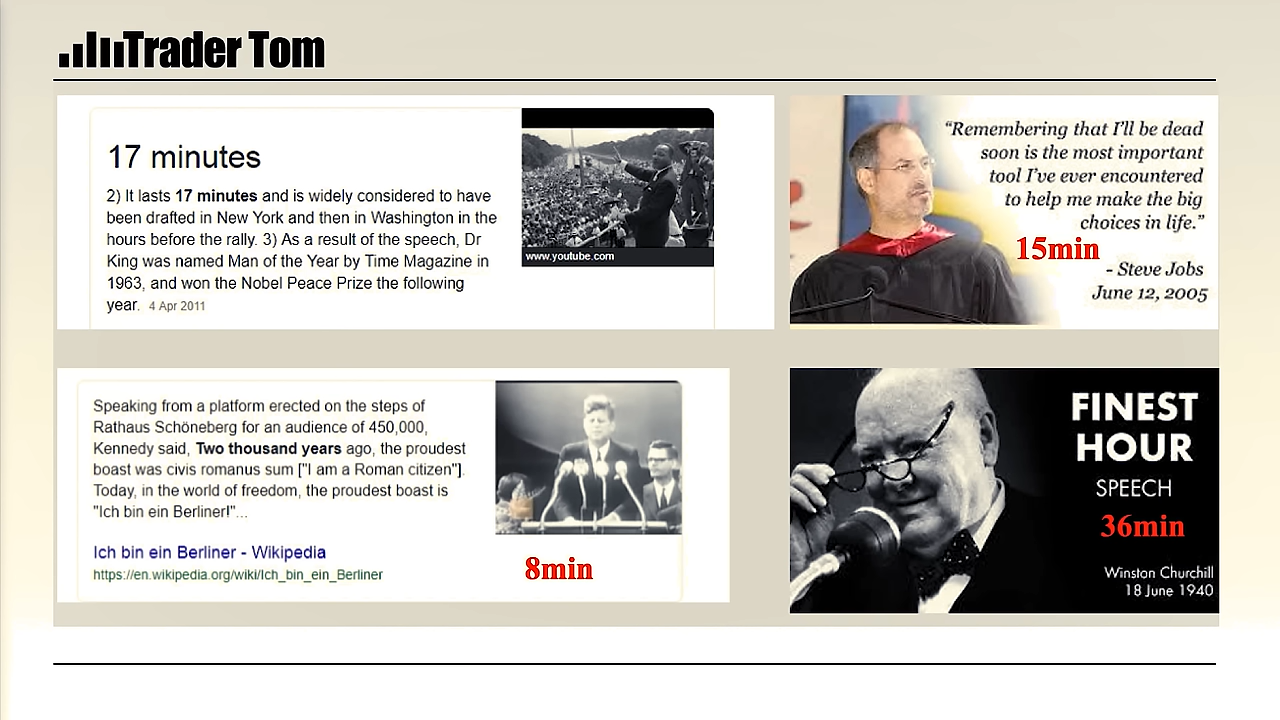 Trader Tom
17 minutes
2) It lasts 17 minutes and is widely considered to have
been drafted in New York and then in Washington in the
hours before the rally. 3) As a result of the speech, Dr
King was named Man of the Year by Time Magazine in
1963, and won the Nobel Peace Prize the following
year. 4 Apr 2011
www.youtube.com
“Remembering that I’ll be dead
soon is the most important
tool I’ve ever encountered
to help me make the big
choices in life.”
15min
- Steve Jobs
June 12, 2005
Speaking from a platform erected on the steps of
Rathaus Schöneberg for an audience of 450,000,
Kennedy said, Two thousand years ago, the proudest
boast was civis romanus sum ["I am a Roman citizen"].
Today, in the world of freedom, the proudest boast is
"Ich bin ein Berliner!"...
Ich bin ein Berliner - Wikipedia
https://en.wikipedia.org/wiki/Ich_bin_ein_Berliner
8min
FINEST
HOUR
SPEECH
36min
Winston Churchill
18 June 1940